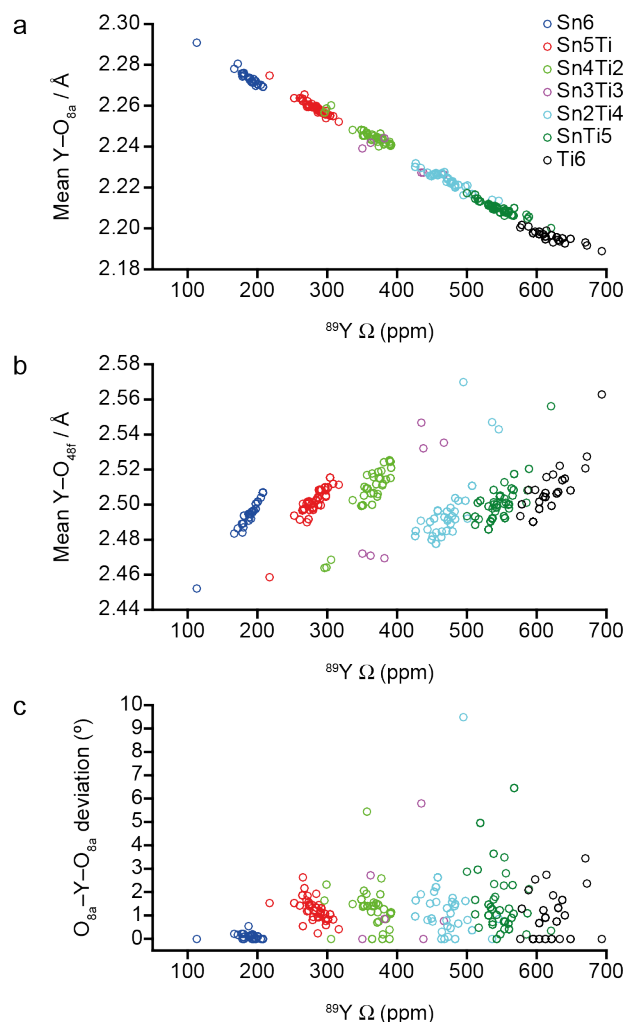 a
2.30
2.28
2.26
2.24
2.22
2.20
2.18
Mean Y–O8a / Å
Sn6
Sn5Ti
Sn4Ti2
Sn3Ti3
Sn2Ti4
SnTi5
Ti6
100 200 300 400 500 600 700
⁸⁹Y Ω (ppm)
b
2.58
2.56
2.54
2.52
2.50
2.48
2.46
2.44
Mean Y–O48f / Å
100 200 300 400 500 600 700
⁸⁹Y Ω (ppm)
c
10
9
8
7
6
5
4
3
2
1
0
O8a–Y–O8a deviation (º)
100 200 300 400 500 600 700
⁸⁹Y Ω (ppm)